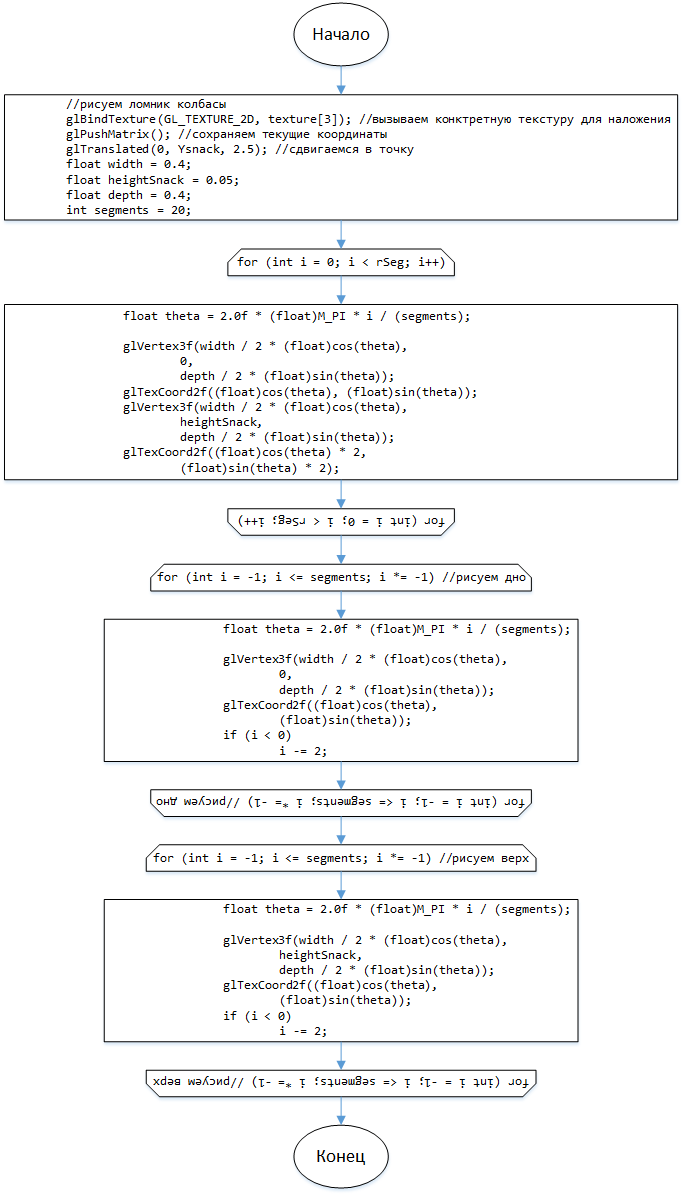 Начало
//рисуем ломник колбасы
glBindTexture(GL_TEXTURE_2D, texture[3]); //вызываем конктретную текстуру для наложения
glPushMatrix(); //сохраняем текущие координаты
glTranslated(0, Ysnack, 2.5); //сдвигаемся в точку
float width = 0.4;
float heightSnack = 0.05;
float depth = 0.4;
int segments = 20;
for (int i = 0; i < rSeg; i++)
float theta = 2.0f * (float)M_PI * i / (segments);
glVertex3f(width / 2 * (float)cos(theta),
0,
depth / 2 * (float)sin(theta));
glTexCoord2f((float)cos(theta), (float)sin(theta));
glVertex3f(width / 2 * (float)cos(theta),
heightSnack,
depth / 2 * (float)sin(theta));
glTexCoord2f((float)cos(theta) * 2,
(float)sin(theta) * 2);
for (int i = 0; i < rSeg; i++)
for (int i = -1; i <= segments; i *= -1) //рисуем дно
float theta = 2.0f * (float)M_PI * i / (segments);
glVertex3f(width / 2 * (float)cos(theta),
0,
depth / 2 * (float)sin(theta));
glTexCoord2f((float)cos(theta),
(float)sin(theta));
if (i < 0)
i -= 2;
for (int i = -1; i <= segments; i *= -1) //рисуем дно
for (int i = -1; i <= segments; i *= -1) //рисуем верх
float theta = 2.0f * (float)M_PI * i / (segments);
glVertex3f(width / 2 * (float)cos(theta),
heightSnack,
depth / 2 * (float)sin(theta));
glTexCoord2f((float)cos(theta),
(float)sin(theta));
if (i < 0)
i -= 2;
for (int i = -1; i <= segments; i *= -1) //рисуем верх
Конец